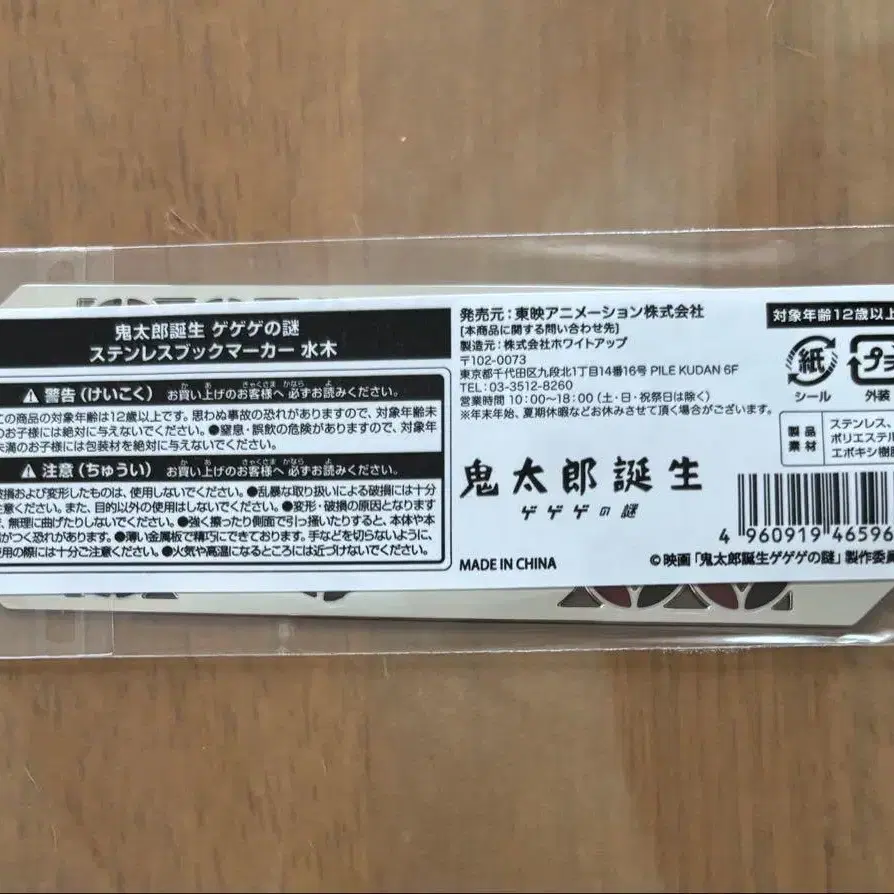 鬼太郎誕生 ゲゲゲの謎
ステンレスブックマーカー 水木
警告(けいこく) お買い上げのお客様へ 必ずお読みください。
この商品の対象年齢は12歳以上です。思わぬ事故の恐れがありますので、対象年齢未
のお子様には絶対に与えないでください。●窒息・誤飲の危険がありますので、対象年
未満のお子様には包装材を絶対に与えないでください。
注意(ちゅうい) お買い上げのお客様へ 必ずお読みください。
破損および変形したものは、使用しないでください。●乱暴な取り扱いによる破損には十分
注意ください。また、目的以外の使用はしないでください。●変形・破損の原因となります
、無理に曲げたりしないでください。●強く擦ったり側面で引っ掻いたりすると、本体や本
がつく恐れがあります。●薄い金属板で精巧にできております。手などを切らないように、
使用の際には十分ご注意ください。●火気や高温になるところには近づけないでください。
発売元:東映アニメーション株式会社
[本商品に関する問い合わせ先]
製造元:株式会社ホワイトアップ
〒102-0073
東京都千代田区九段北1丁目14番16号 PILE KUDAN 6F
TEL:03-3512-8260
営業時間 10:00~18:00(土・日・祝祭日は除く)
※年末年始、夏期休暇などお休みさせて頂く場合がございます。
鬼太郎誕生
ゲゲゲの謎
MADE IN CHINA
対象年齢12歳以上
紙
シール
プラ
外装
製品
素材
ステンレス、
ポリエステル
エポキシ樹脂
4 960919 46596
©映画「鬼太郎誕生ゲゲゲの謎」製作委員